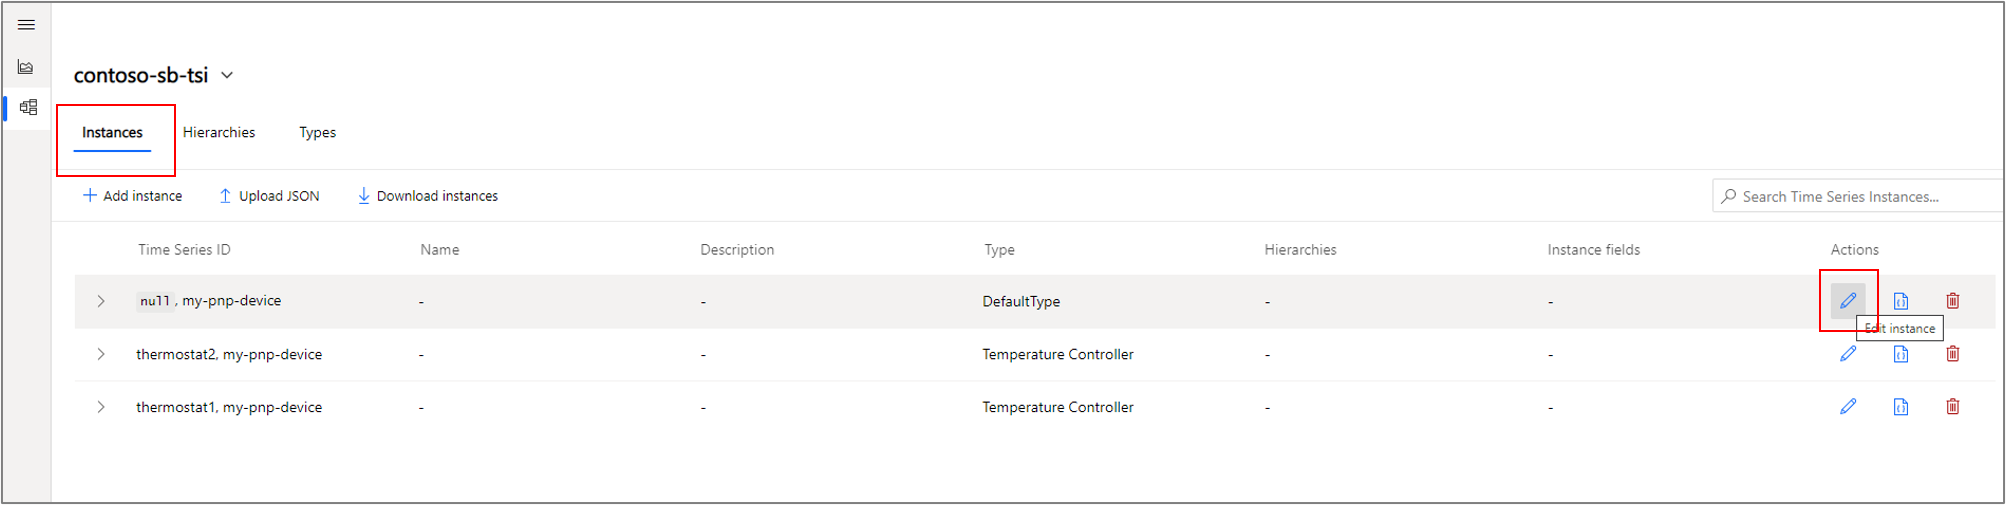 contoso-sb-tsi
Instances Hierarchies Types
Add instance Upload JSON Download instances Search Time Series Instances...
Time Series ID Name Description Type Hierarchies Instance fields Actions
null, my-pnp-device - - DefaultType - -
Edit instance
thermostat2, my-pnp-device - - Temperature Controller - -
thermostat1, my-pnp-device - - Temperature Controller - -